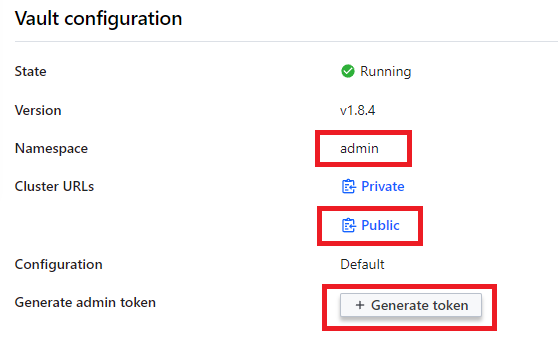 Vault configuration
State Running
Version v1.8.4
Namespace admin
Cluster URLs Private
Public
Configuration Default
Generate admin token + Generate token